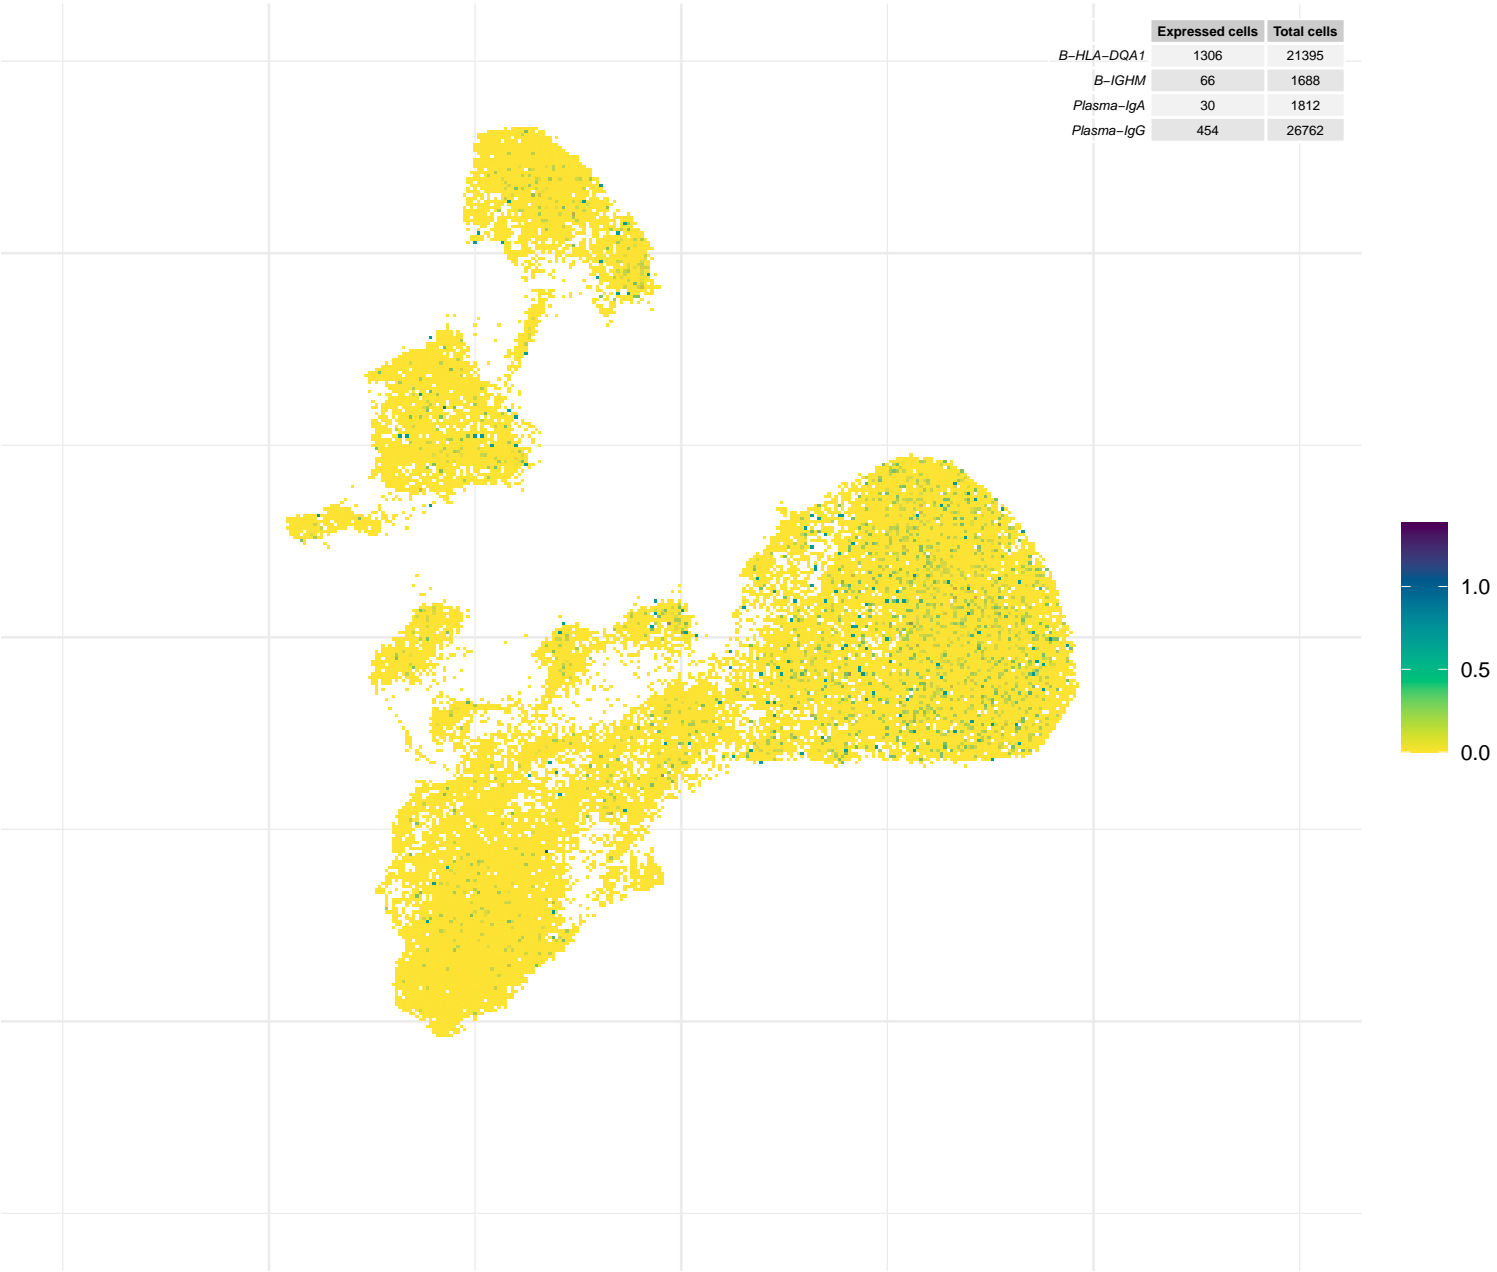 Expressed cells Total cells
B−HLA−DQA1 1306 21395
B−IGHM 66 1688
Plasma−IgA 30 1812
Plasma−IgG 454 26762
1.0
0.5
0.0